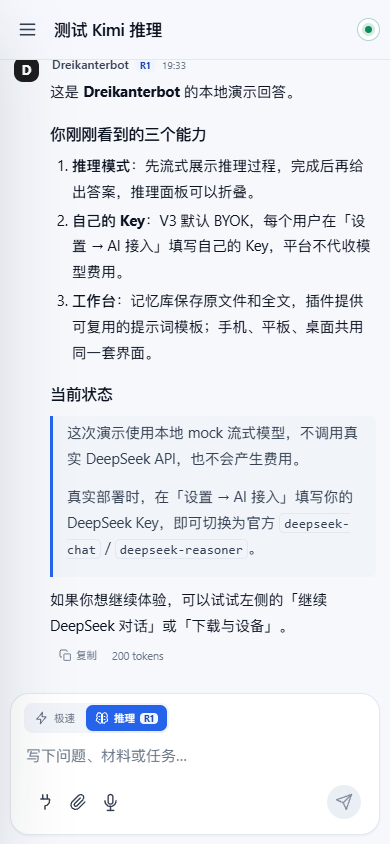 测试 Kimi 推理
D Dreikanterbot R1 19:33
这是 Dreikanterbot 的本地演示回答。
你刚刚看到的三个能力
1. 推理模式：先流式展示推理过程，完成后再给
出答案，推理面板可以折叠。
2. 自己的 Key：V3 默认 BYOK，每个用户在「设
置 → AI 接入」填写自己的 Key，平台不代收模
型费用。
3. 工作台：记忆库保存原文件和全文，插件提供
可复用的提示词模板；手机、平板、桌面共用
同一套界面。
当前状态
这次演示使用本地 mock 流式模型，不调用真
实 DeepSeek API，也不会产生费用。
真实部署时，在「设置 → AI 接入」填写你的
DeepSeek Key，即可切换为官方 deepseek-
chat / deepseek-reasoner。
如果你想继续体验，可以试试左侧的「继续
DeepSeek 对话」或「下载与设备」。
复制 200 tokens
极速 推理 R1
写下问题、材料或任务...